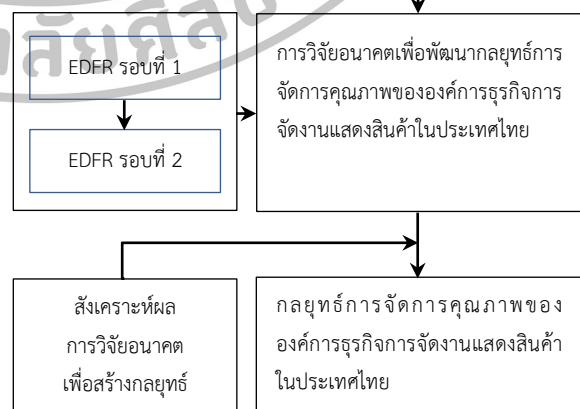 EDFR รอบที่ 1
EDFR รอบที่ 2
การวิจัยอนาคตเพื่อพัฒนากลยุทธ์การ
จัดการคุณภาพขององค์การธุรกิจการ
จัดงานแสดงสินค้าในประเทศไทย
สังเคราะห์ผล
การวิจัยอนาคต
เพื่อสร้างกลยุทธ์
กลยุทธ์การจัดการคุณภาพของ
องค์การธุรกิจการจัดงานแสดงสินค้า
ในประเทศไทย